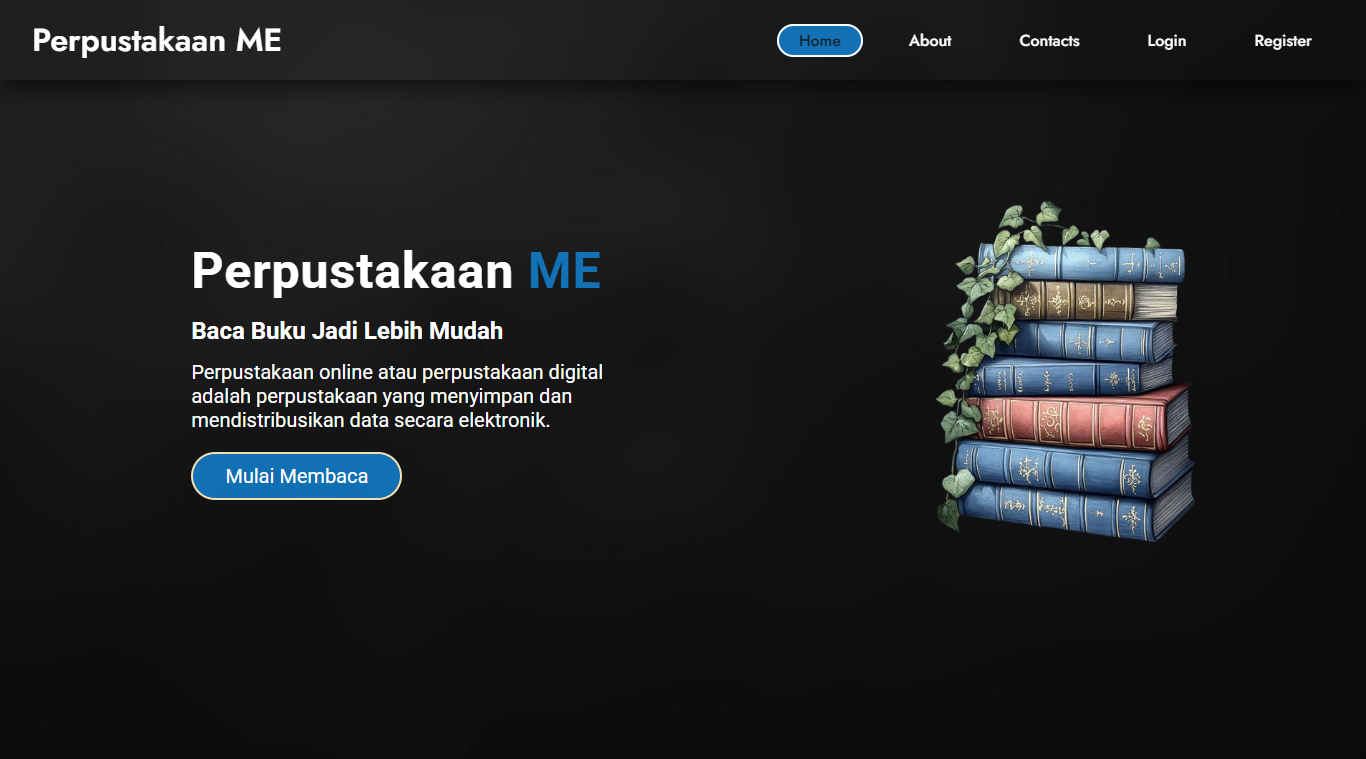 Perpustakaan ME
Home
About
Contacts
Login
Register
Perpustakaan ME
Baca Buku Jadi Lebih Mudah
Perpustakaan online atau perpustakaan digital
adalah perpustakaan yang menyimpan dan
mendistribusikan data secara elektronik.
Mulai Membaca